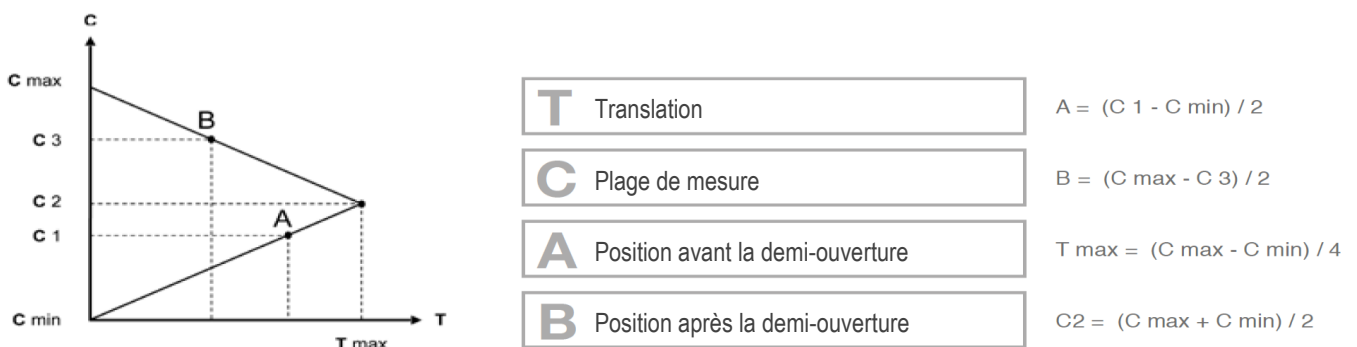 C
C max
B
C 3
C 2
A
C 1
C min
T
T max
T Translation
C Plage de mesure
A Position avant la demi-ouverture
B Position après la demi-ouverture
A = (C 1 - C min) / 2
B = (C max - C 3) / 2
T max = (C max - C min) / 4
C2 = (C max + C min) / 2